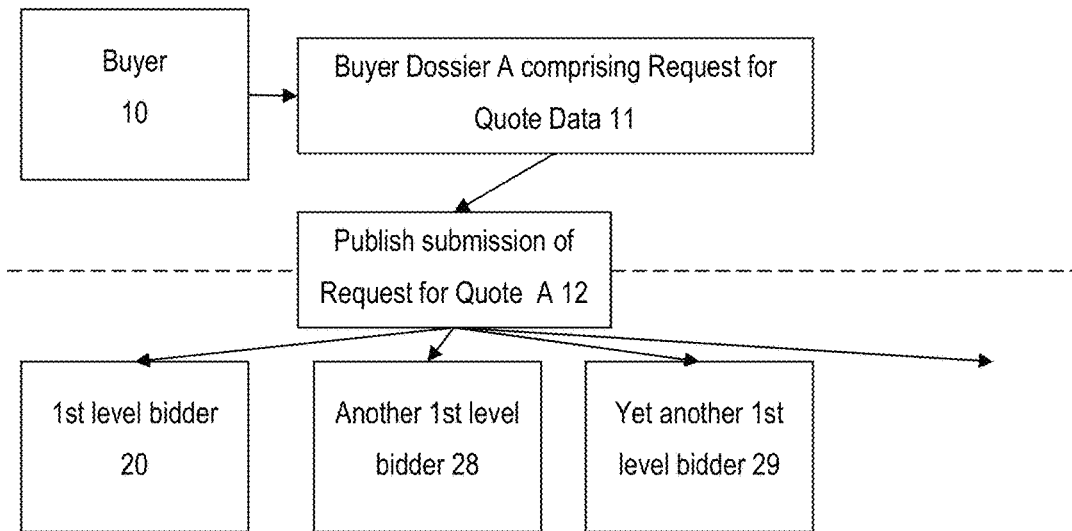 Buyer
10
Buyer Dossier A comprising Request for
Quote Data 11
Publish submission of
Request for Quote A 12
1st level bidder
20
Another 1st level
bidder 28
Yet another 1st
level bidder 29